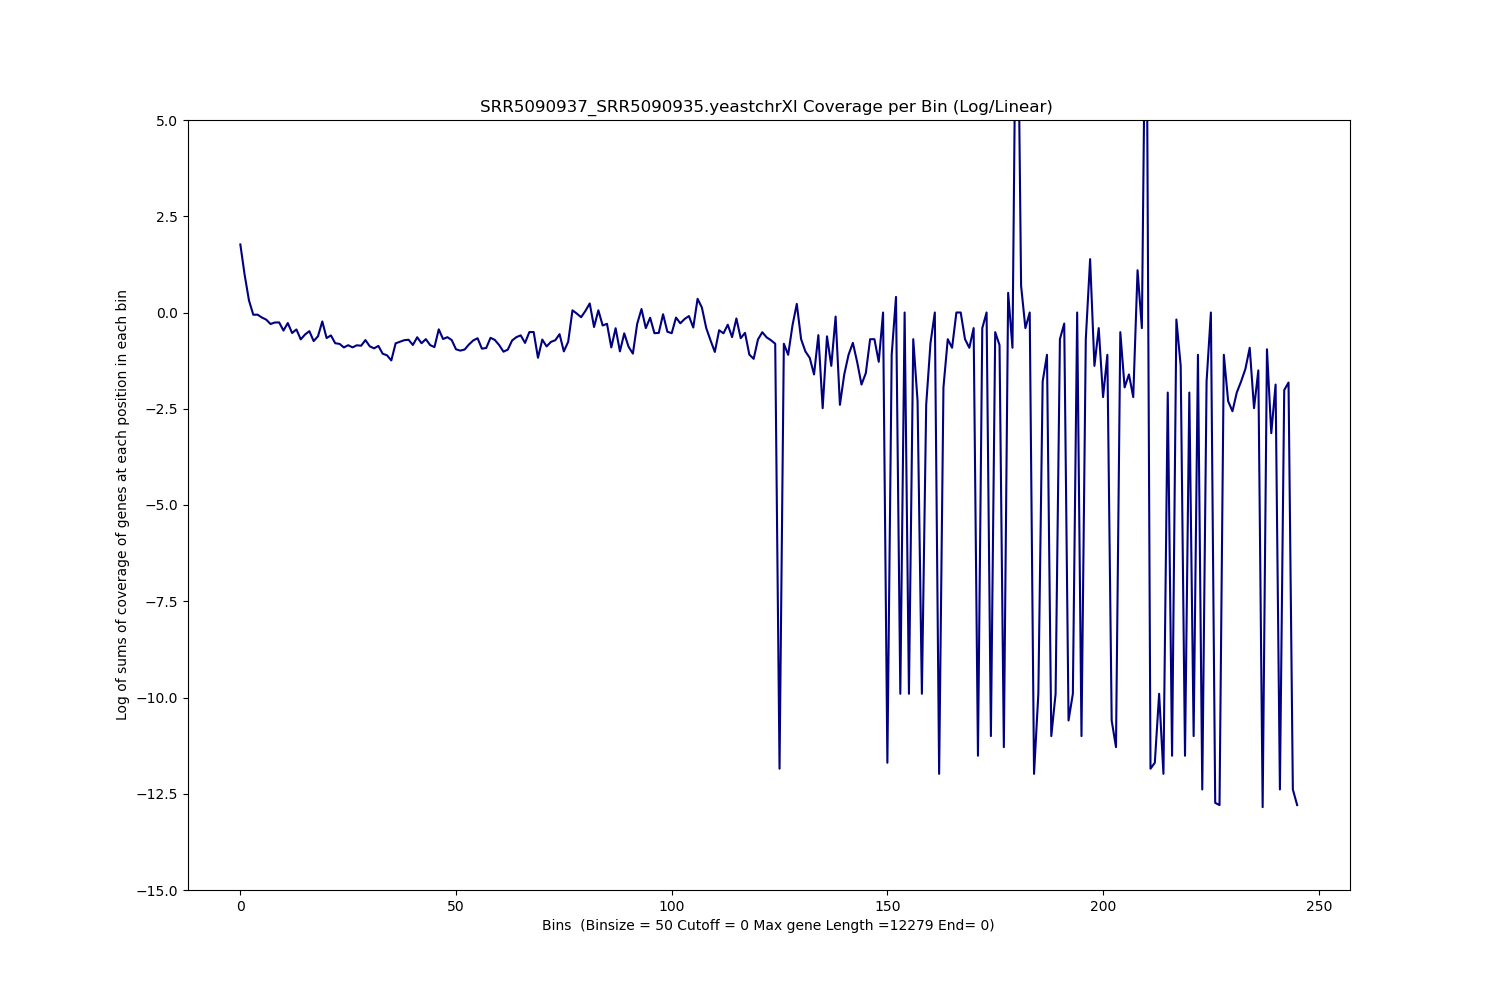 SRR5090937_SRR5090935.yeastchrXI Coverage per Bin (Log/Linear)
Log of sums of coverage of genes at each position in each bin
5.0
2.5
0.0
−2.5
−5.0
−7.5
−10.0
−12.5
−15.0
0 50 100 150 200 250
Bins  (Binsize = 50 Cutoff = 0 Max gene Length =12279 End= 0)